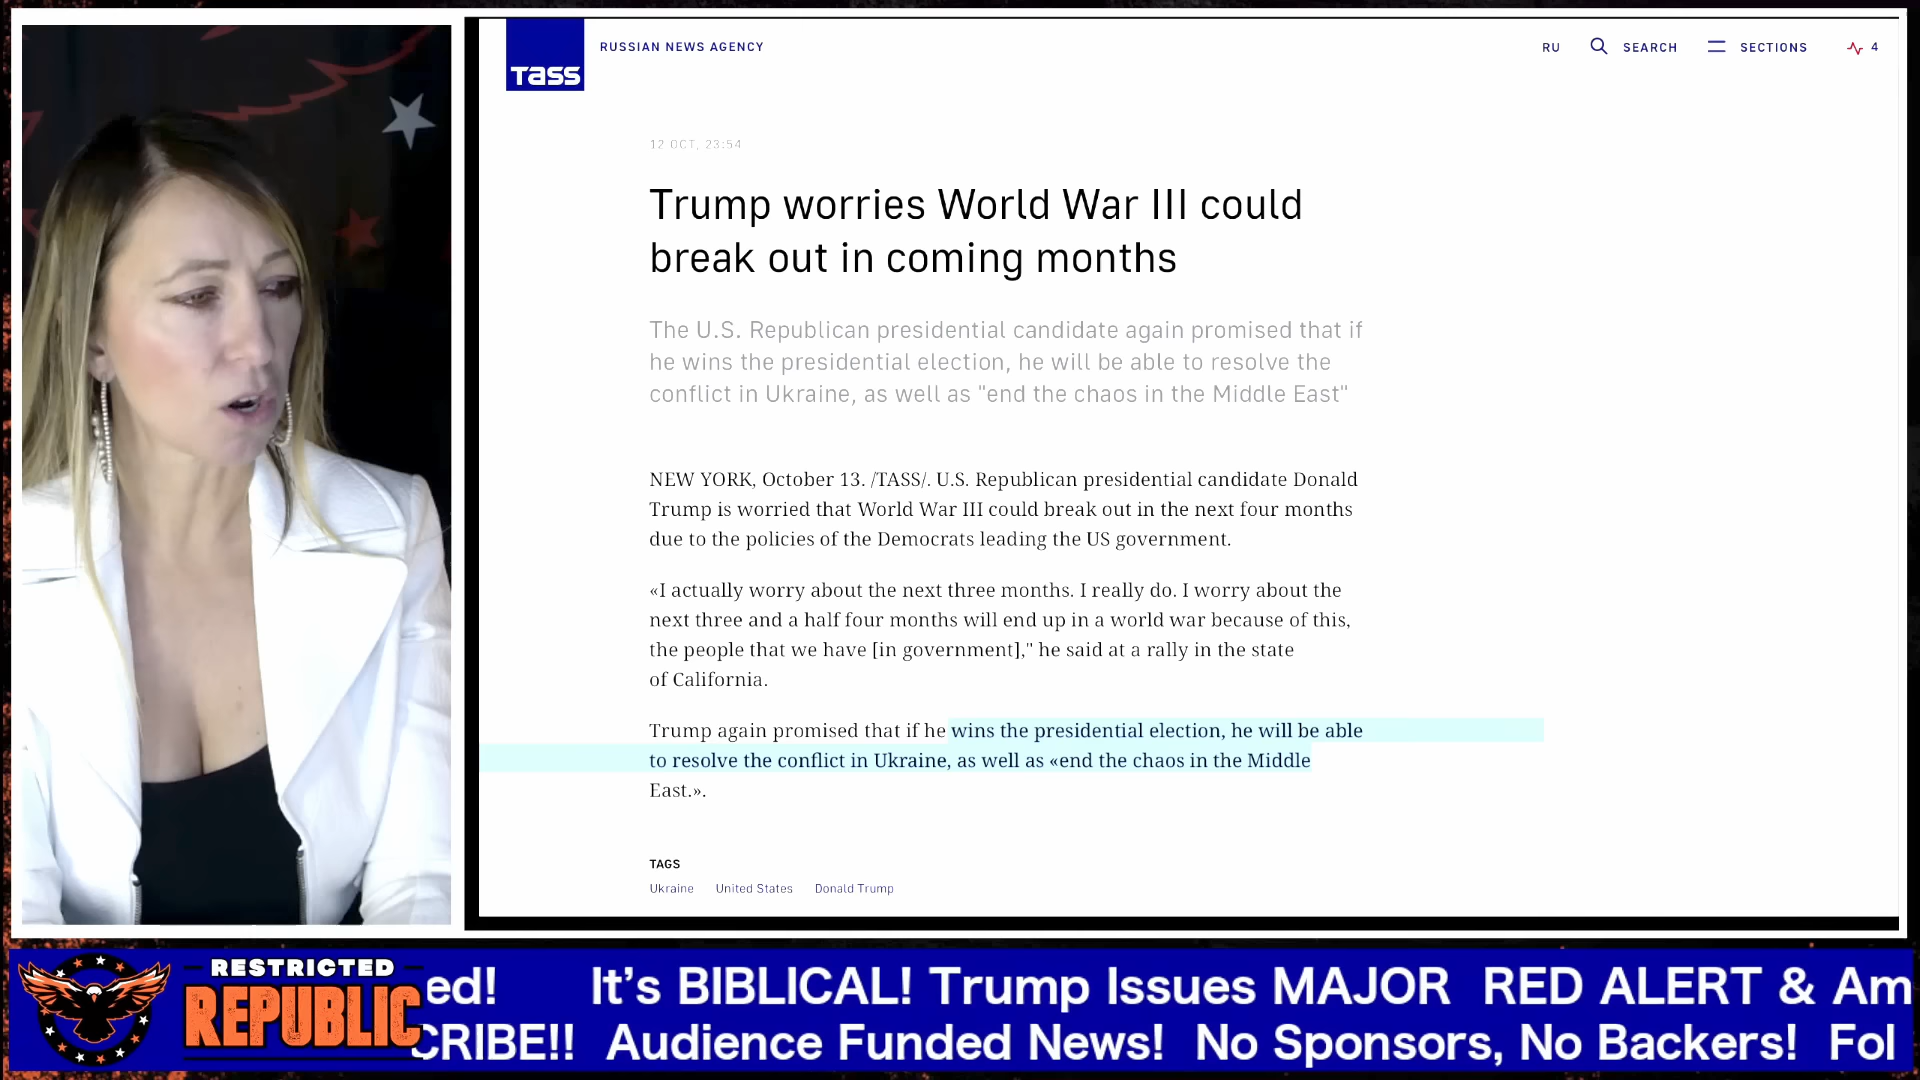 Tass
RUSSIAN NEWS AGENCY
RU
SEARCH
SECTIONS
4
12 OCT, 23:54
Trump worries World War III could
break out in coming months
The U.S. Republican presidential candidate again promised that if
he wins the presidential election, he will be able to resolve the
conflict in Ukraine, as well as "end the chaos in the Middle East"
NEW YORK, October 13. /TASS/. U.S. Republican presidential candidate Donald
Trump is worried that World War III could break out in the next four months
due to the policies of the Democrats leading the US government.
«I actually worry about the next three months. I really do. I worry about the
next three and a half four months will end up in a world war because of this,
the people that we have [in government]," he said at a rally in the state
of California.
Trump again promised that if he wins the presidential election, he will be able
to resolve the conflict in Ukraine, as well as «end the chaos in the Middle
East.».
TAGS
Ukraine United States Donald Trump
RESTRICTED
REPUBLIC
ed! It's BIBLICAL! Trump Issues MAJOR RED ALERT & Am
CRIBE!! Audience Funded News! No Sponsors, No Backers! Fol